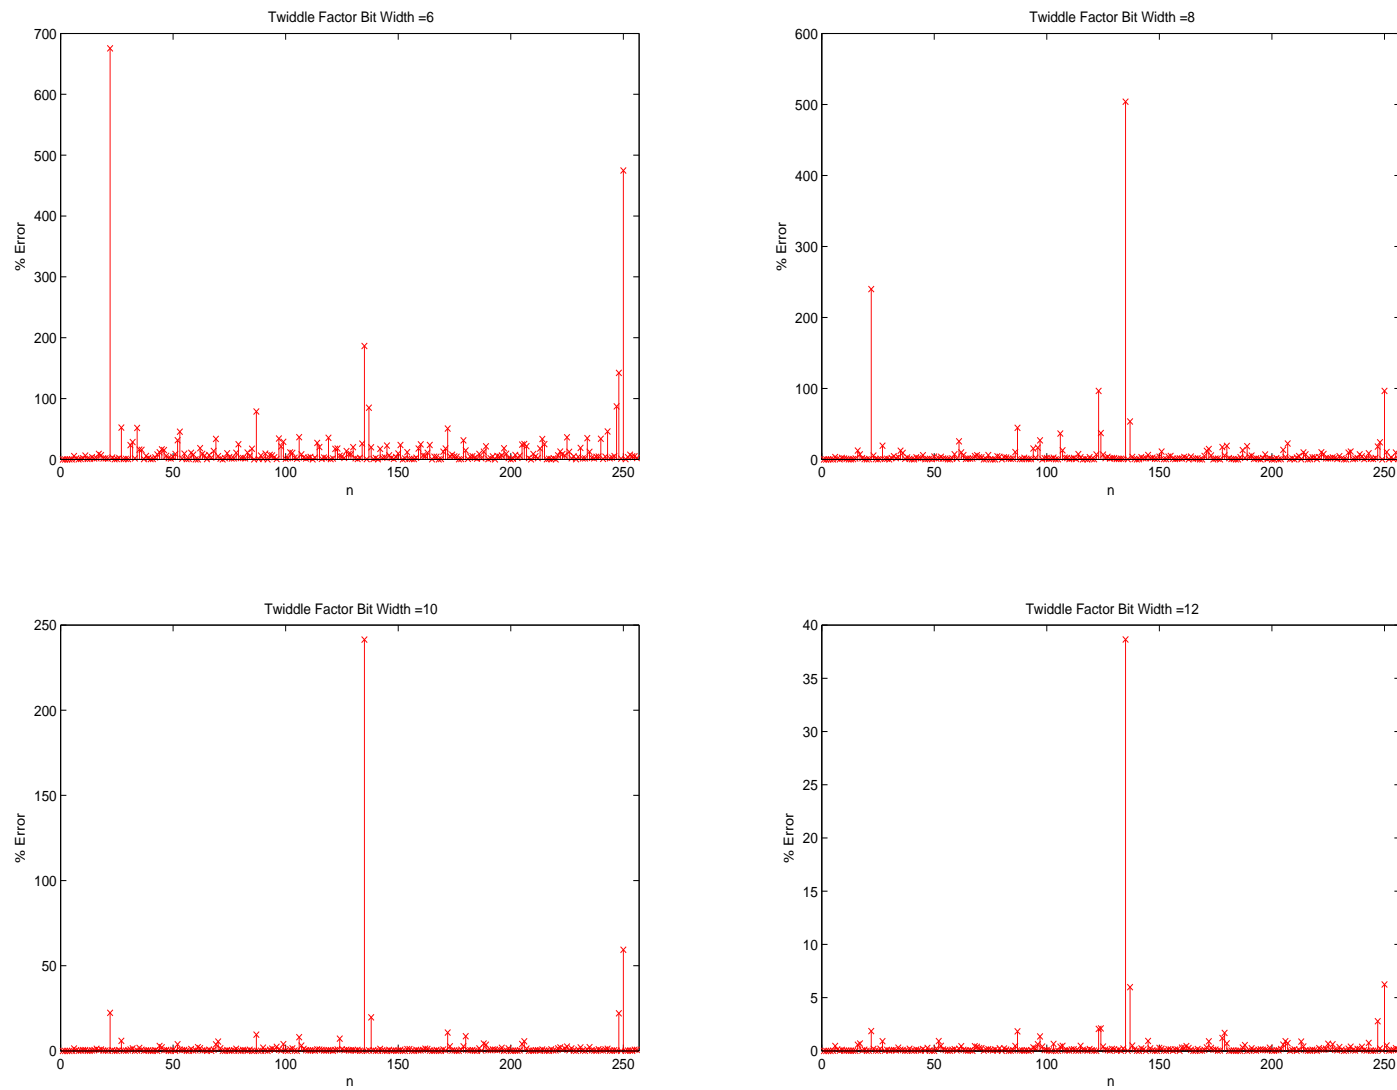 Twiddle Factor Bit Width =6
700
600
500
400
300
200
100
0
% Error
0 50 100 150 200 250
n
Twiddle Factor Bit Width =8
600
500
400
300
200
100
0
% Error
0 50 100 150 200 250
n
Twiddle Factor Bit Width =10
250
200
150
100
50
0
% Error
0 50 100 150 200 250
n
Twiddle Factor Bit Width =12
40
35
30
25
20
15
10
5
0
% Error
0 50 100 150 200 250
n